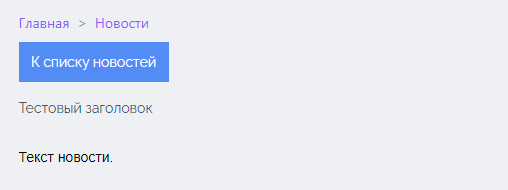 Главная > Новости
К списку новостей
Тестовый заголовок
Текст новости.